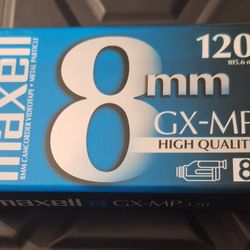 maxell
8MM CAMCORDER VIDEOTAPE • METAL PARTICLE
8mm
120
105.6 m
GX-MP
HIGH QUALITY
8
maxell
GX-MP 120